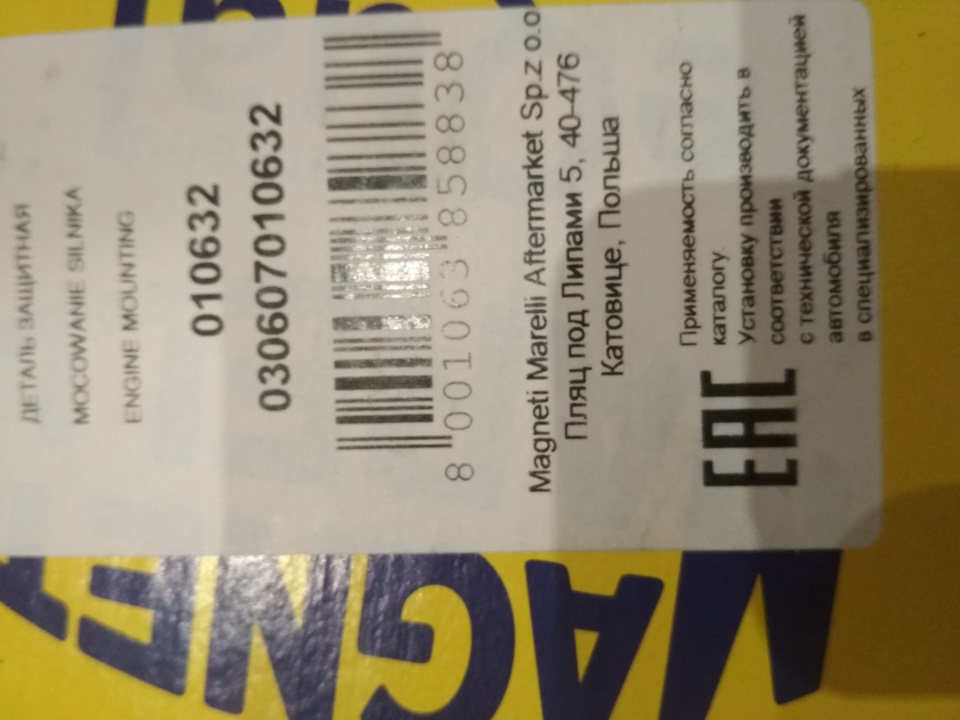 ДЕТАЛЬ ЗАЩИТНАЯ
MOCOWANIE SILNIKA
ENGINE MOUNTING
010632
030607010632
8 001063 858838
Magneti Marelli Aftermarket Sp.z o.o
Пляц под Липами 5, 40-476
Катовице, Польша
EAC
Применяемость согласно
каталогу.
Установку производить в
соответствии
с технической документацией
автомобиля
в специализированных
MAGNE